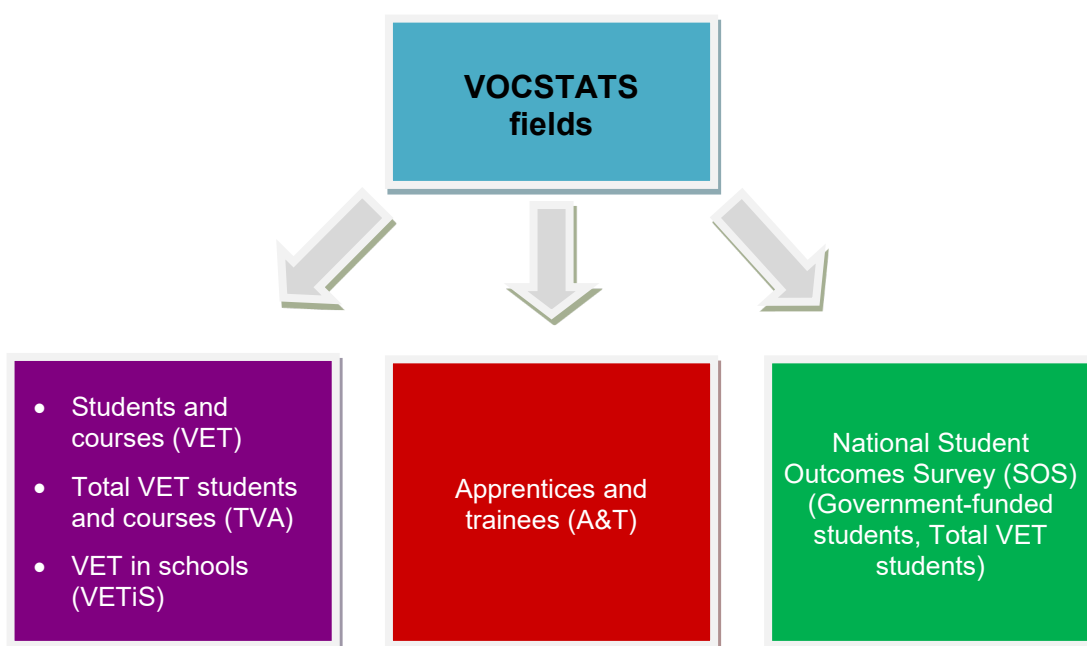 VOCSTATS
fields
• Students and
courses (VET)
• Total VET students
and courses (TVA)
• VET in schools
(VETiS)
Apprentices and
trainees (A&T)
National Student
Outcomes Survey (SOS)
(Government-funded
students, Total VET
students)